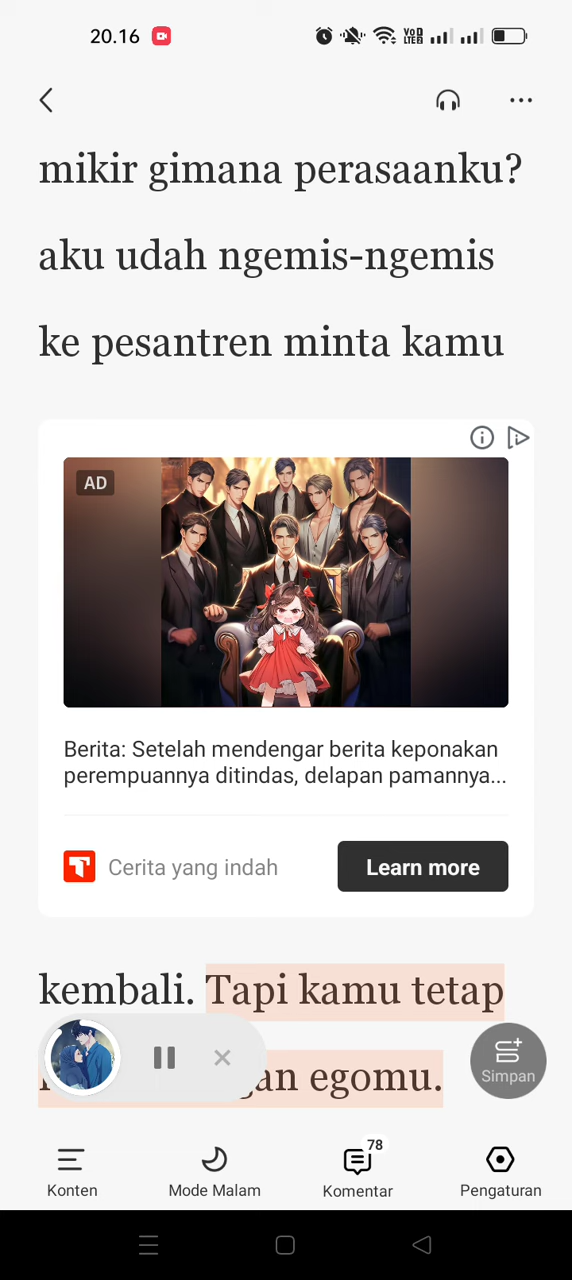 20.16
VoD
LTE2
mikir gimana perasaanku?
aku udah ngemis-ngemis
ke pesantren minta kamu
AD
Berita: Setelah mendengar berita keponakan
perempuannya ditindas, delapan pamannya...
Cerita yang indah
Learn more
kembali. Tapi kamu tetap
egomu.
Simpan
78
Konten
Mode Malam
Komentar
Pengaturan